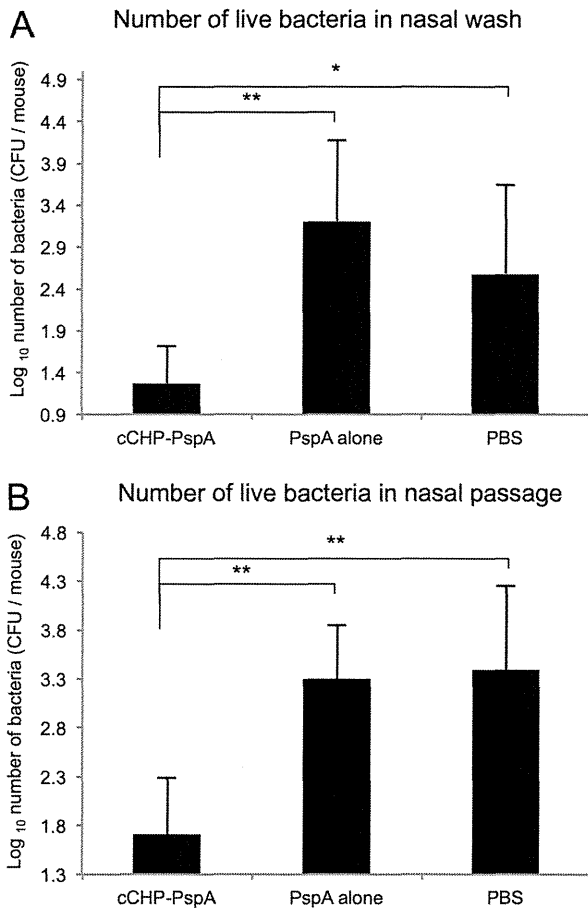 A
Number of live bacteria in nasal wash
Log 10 number of bacteria (CFU / mouse)
4.9
4.4
3.9
3.4
2.9
2.4
1.9
1.4
0.9
*
**
cCHP-PspA
PspA alone
PBS
B
Number of live bacteria in nasal passage
Log 10 number of bacteria (CFU / mouse)
4.8
4.3
3.8
3.3
2.8
2.3
1.8
1.3
**
**
cCHP-PspA
PspA alone
PBS